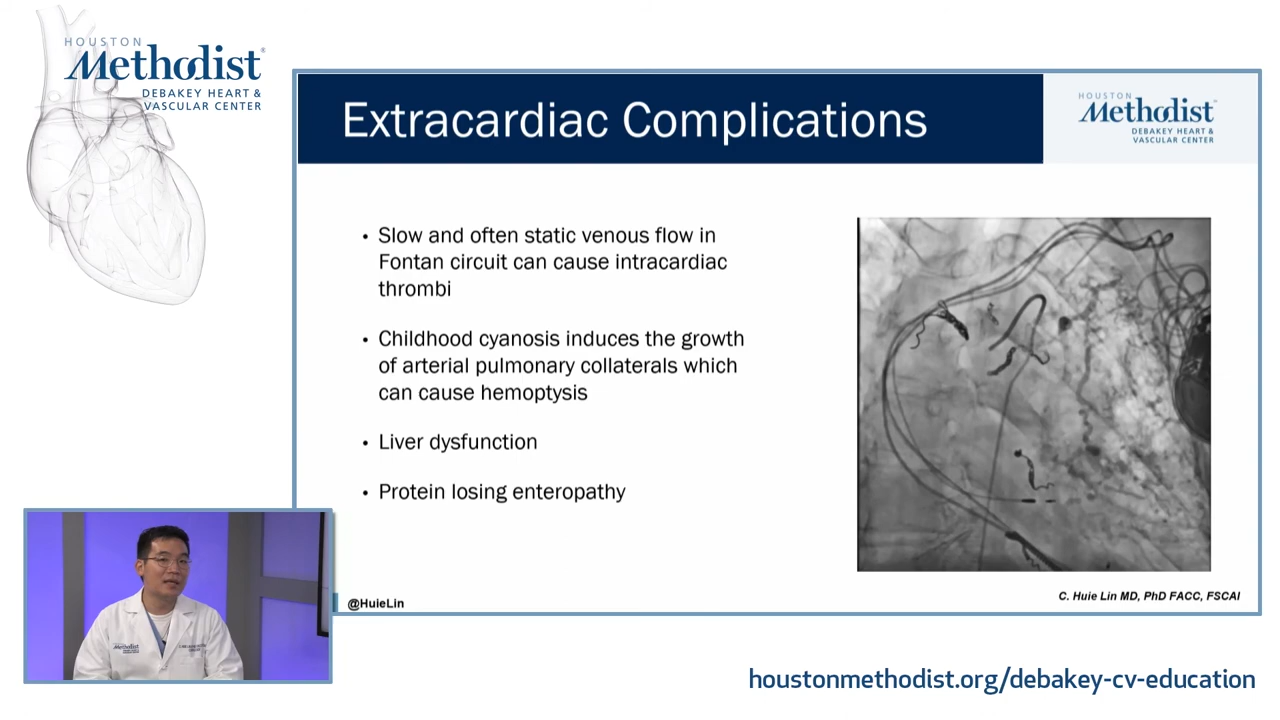 HOUSTON
Methodist
DEBAKEY HEART &
VASCULAR CENTER
Extracardiac Complications
HOUSTON
Methodist
DEBAKEY HEART &
VASCULAR CENTER
• Slow and often static venous flow in
Fontan circuit can cause intracardiac
thrombi
• Childhood cyanosis induces the growth
of arterial pulmonary collaterals which
can cause hemoptysis
• Liver dysfunction
• Protein losing enteropathy
@HuieLin
C. Huie Lin MD, PhD FACC, FSCAI
Methodist
houstonmethodist.org/debakey-cv-education